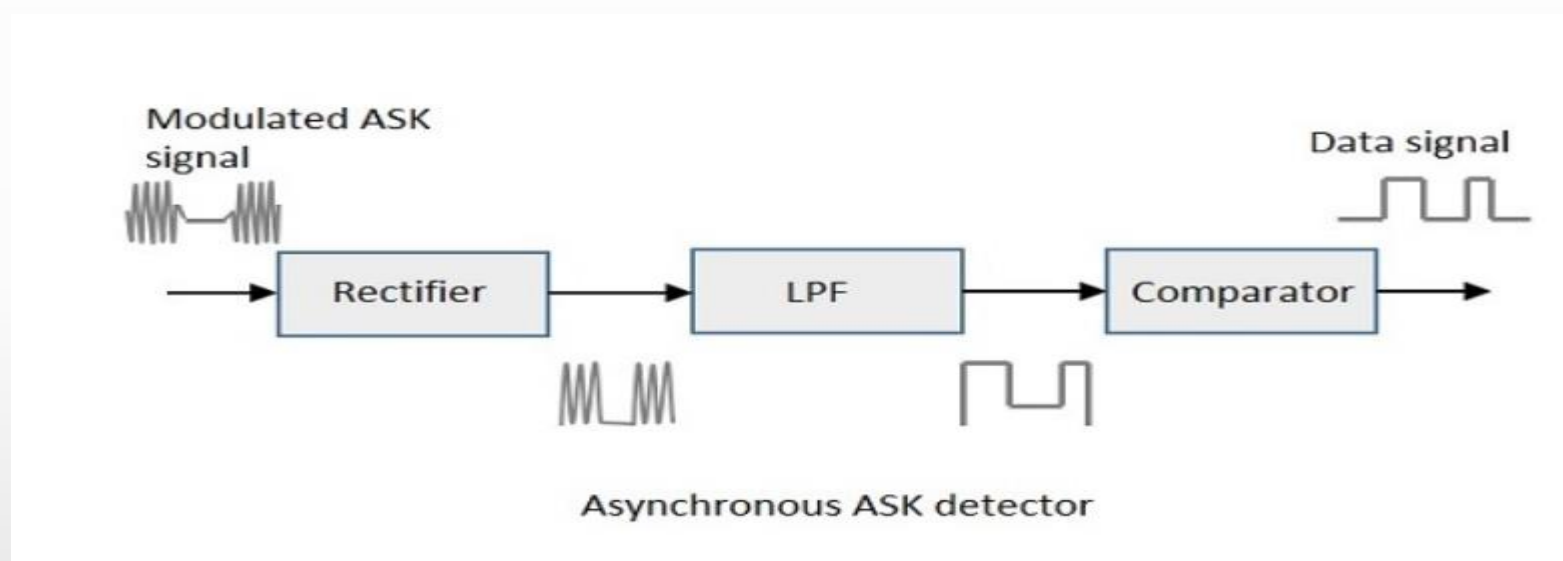 Modulated ASK
signal
Data signal
Rectifier
LPF
Comparator
Asynchronous ASK detector